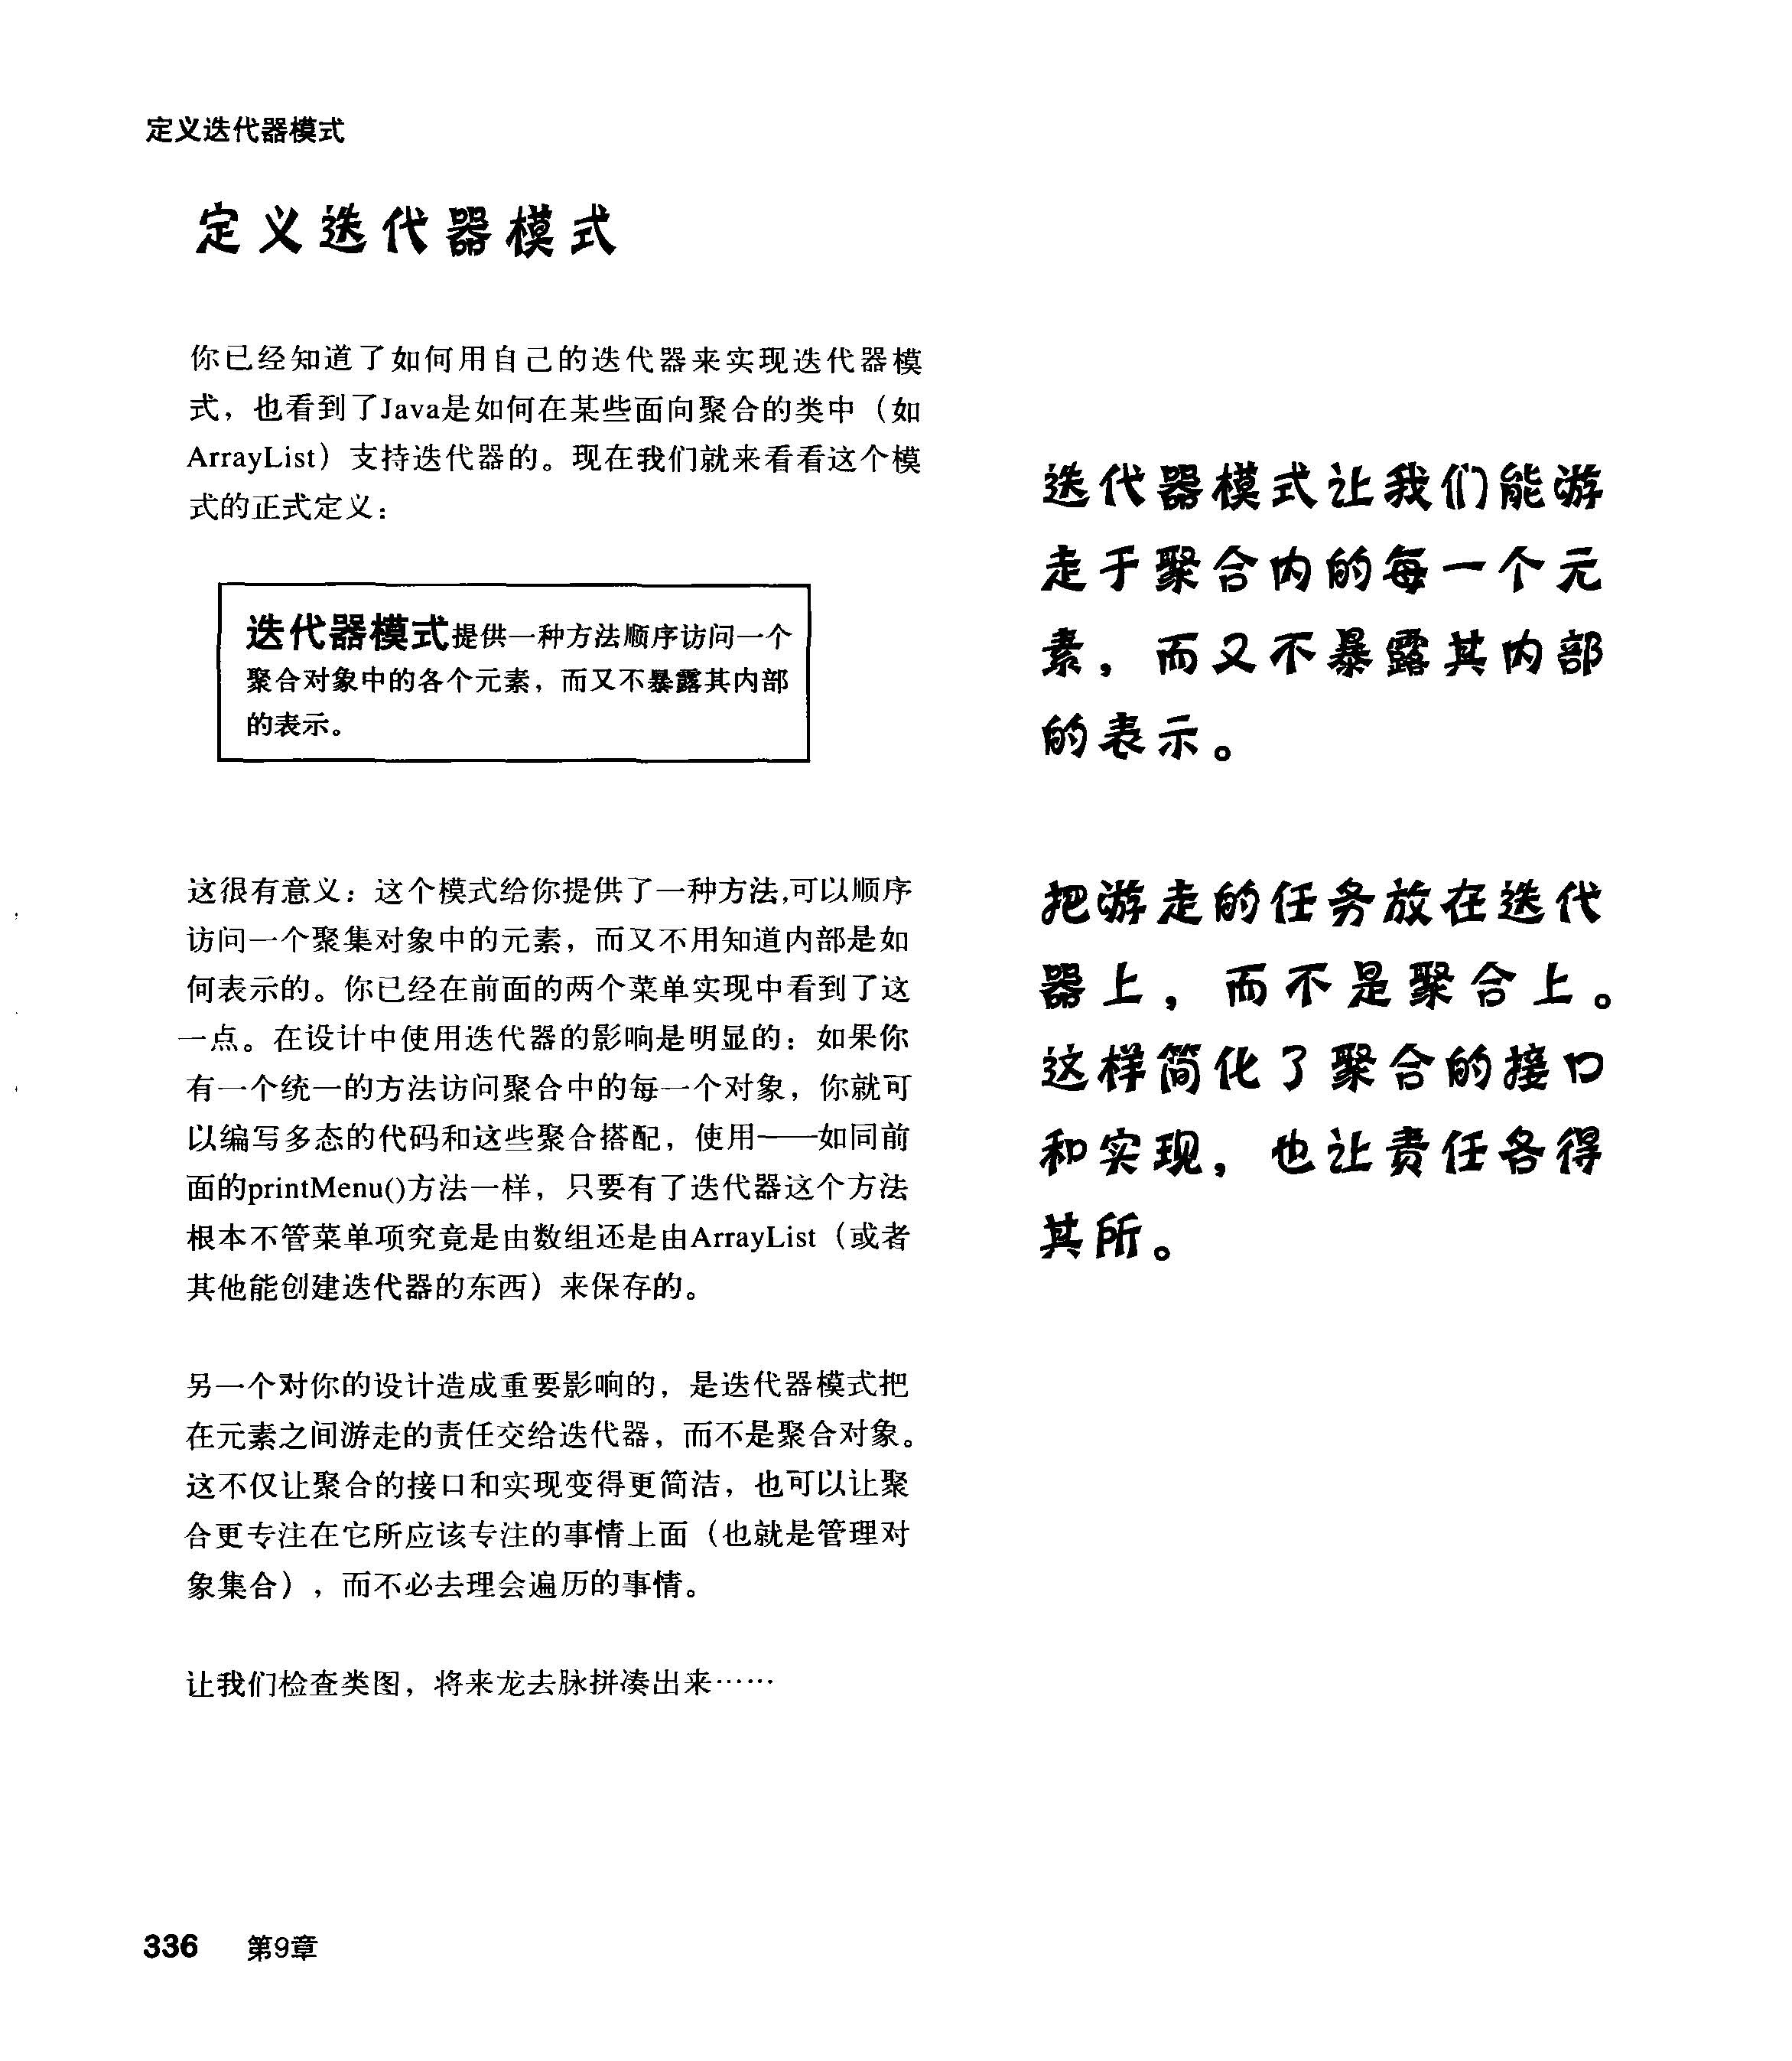 定义迭代器模式
定义迭代器模式
你已经知道了如何用自己的迭代器来实现迭代器模
式，也看到了Java是如何在某些面向聚合的类中（如
ArrayList）支持迭代器的。现在我们就来看看这个模
式的正式定义：
迭代器模式提供一种方法顺序访问一个
聚合对象中的各个元素，而又不暴露其内部
的表示。
这很有意义：这个模式给你提供了一种方法,可以顺序
访问一个聚集对象中的元素，而又不用知道内部是如
何表示的。你已经在前面的两个菜单实现中看到了这
一点。在设计中使用迭代器的影响是明显的：如果你
有一个统一的方法访问聚合中的每一个对象，你就可
以编写多态的代码和这些聚合搭配，使用——如同前
面的printMenu()方法一样，只要有了迭代器这个方法
根本不管菜单项究竟是由数组还是由ArrayList（或者
其他能创建迭代器的东西）来保存的。
另一个对你的设计造成重要影响的，是迭代器模式把
在元素之间游走的责任交给迭代器，而不是聚合对象。
这不仅让聚合的接口和实现变得更简洁，也可以让聚
合更专注在它所应该专注的事情上面（也就是管理对
象集合），而不必去理会遍历的事情。
让我们检查类图，将来龙去脉拼凑出来……
迭代器模式让我们能游
走于聚合内的每一个元
素，而又不暴露其内部
的表示。
把游走的任务放在迭代
器上，而不是聚合上。
这样简化了聚合的接口
和实现，也让责任各得
其所。
336 第9章